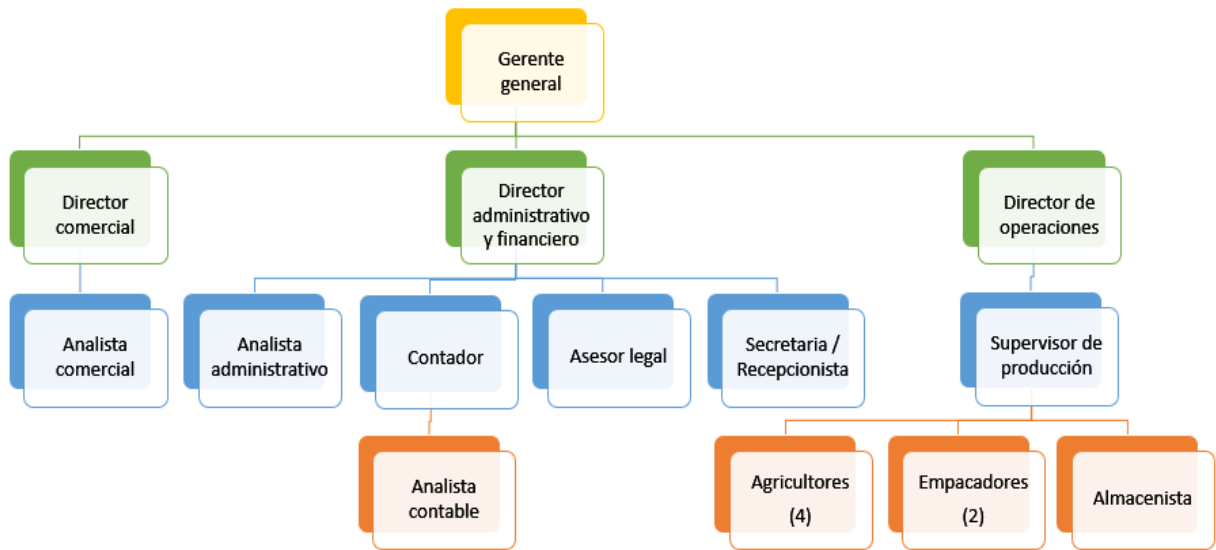 Gerente
general
Director
comercial
Director
administrativo
y financiero
Director de
operaciones
Analista
comercial
Analista
administrativo
Contador
Asesor legal
Secretaria /
Recepcionista
Supervisor de
producción
Analista
contable
Agricultores
(4)
Empacadores
(2)
Almacenista